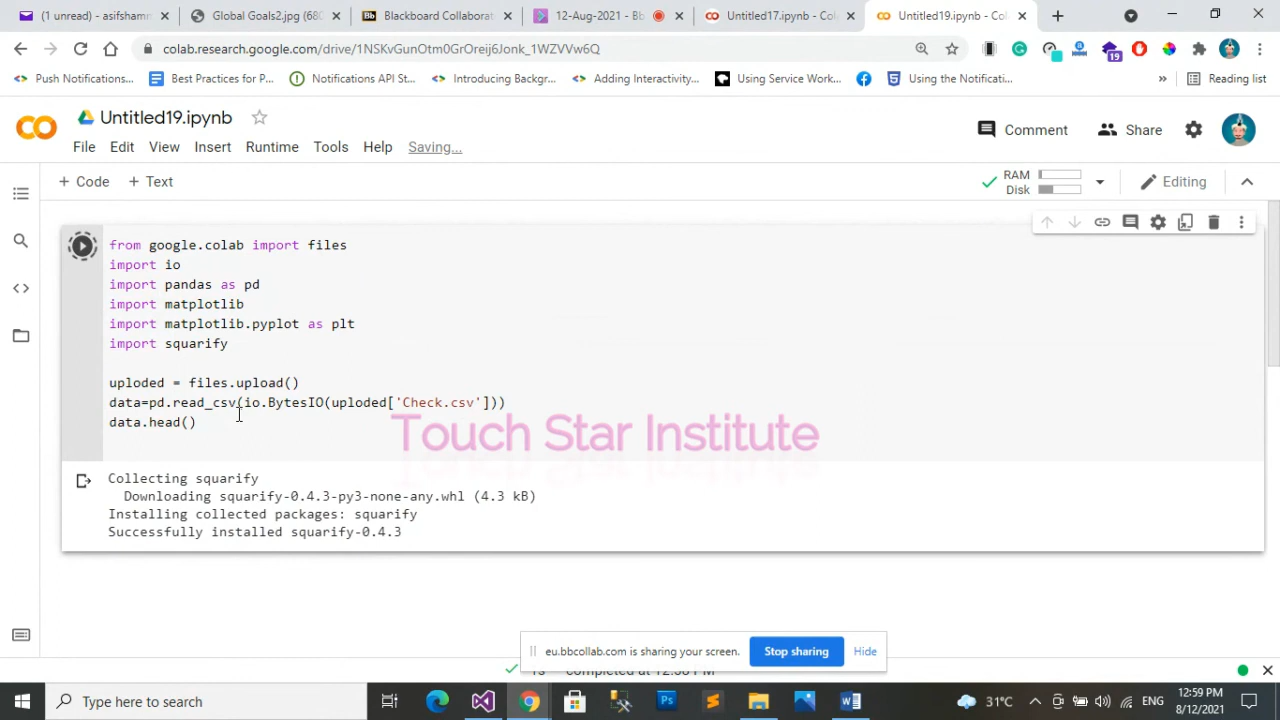 (1 unread) - asifshamm
Global Goals2.jpg (680
Blackboard Collaborat
12-Aug-2021 - Bb
Untitled17.ipynb - Col
Untitled19.ipynb - Col
colab.research.google.com/drive/1NSKvGunOtm0GrOreij6Jonk_1WZVVw6Q
19
Push Notifications...
Best Practices for P...
Notifications API St...
Introducing Backgr...
Adding Interactivity...
Using Service Work...
Using the Notificati...
»
Reading list
Untitled19.ipynb
Comment
Share
File Edit View Insert Runtime Tools Help Saving...
+ Code + Text
RAM
Disk
Editing
from google.colab import files
import io
import pandas as pd
import matplotlib
import matplotlib.pyplot as plt
import squarify
uploded = files.upload()
data=pd.read_csv(io.BytesIO(uploded['Check.csv']))
data.head()
Touch Star Institute
Collecting squarify
Downloading squarify-0.4.3-py3-none-any.whl (4.3 kB)
Installing collected packages: squarify
Successfully installed squarify-0.4.3
eu.bbcollab.com is sharing your screen.
Stop sharing
Hide
Type here to search
31°C
ENG
12:59 PM
8/12/2021